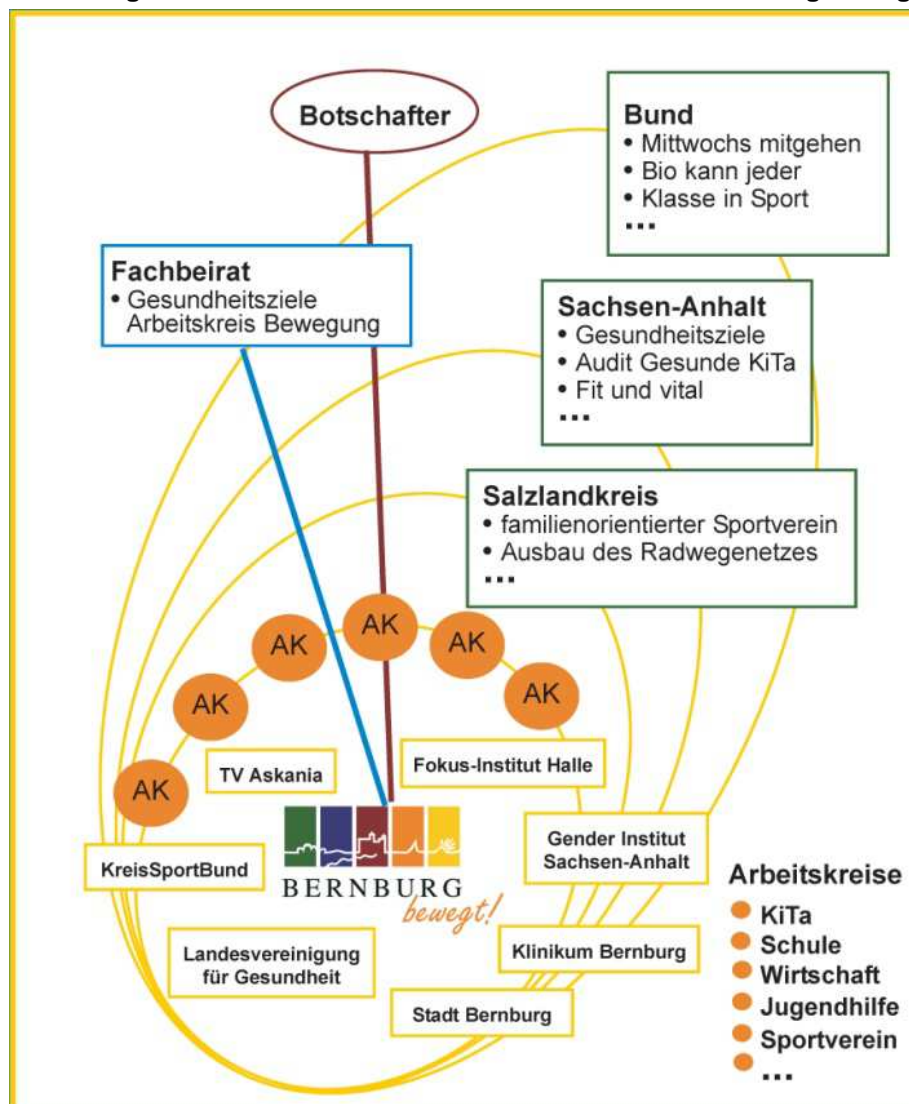 Botschafter
Bund
• Mittwochs mitgehen
• Bio kann jeder
• Klasse in Sport
...
Fachbeirat
• Gesundheitsziele
Arbeitskreis Bewegung
Sachsen-Anhalt
• Gesundheitsziele
• Audit Gesunde KiTa
• Fit und vital
...
Salzlandkreis
• familienorientierter Sportverein
• Ausbau des Radwegenetzes
...
AK
AK
AK
AK
AK
AK
TV Askania
Fokus-Institut Halle
KreisSportBund
BERNBURG
bewegt!
Gender Institut
Sachsen-Anhalt
Landesvereinigung
für Gesundheit
Klinikum Bernburg
Stadt Bernburg
Arbeitskreise
KiTa
Schule
Wirtschaft
Jugendhilfe
Sportverein
...